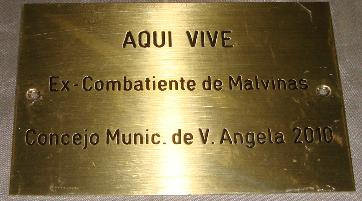 AQUI VIVE
Ex-Combatiente de Malvinas
Concejo Munic. de V. Angela 2010